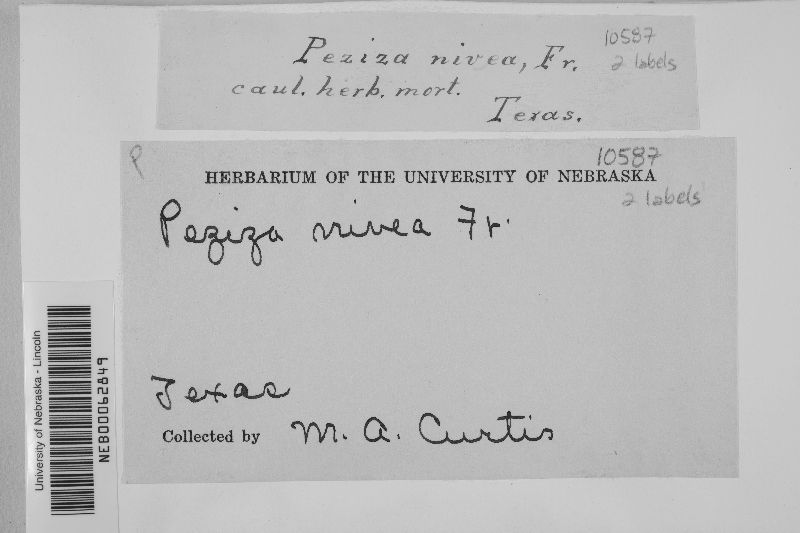 Peziza nivea, Fr. 10587
caul. herb. mort. 2 labels
Texas.
P 10587
HERBARIUM OF THE UNIVERSITY OF NEBRASKA
2 labels
Peziza nivea Fr.
Texas
Collected by M. A. Curtis
University of Nebraska - Lincoln
NEB00062849